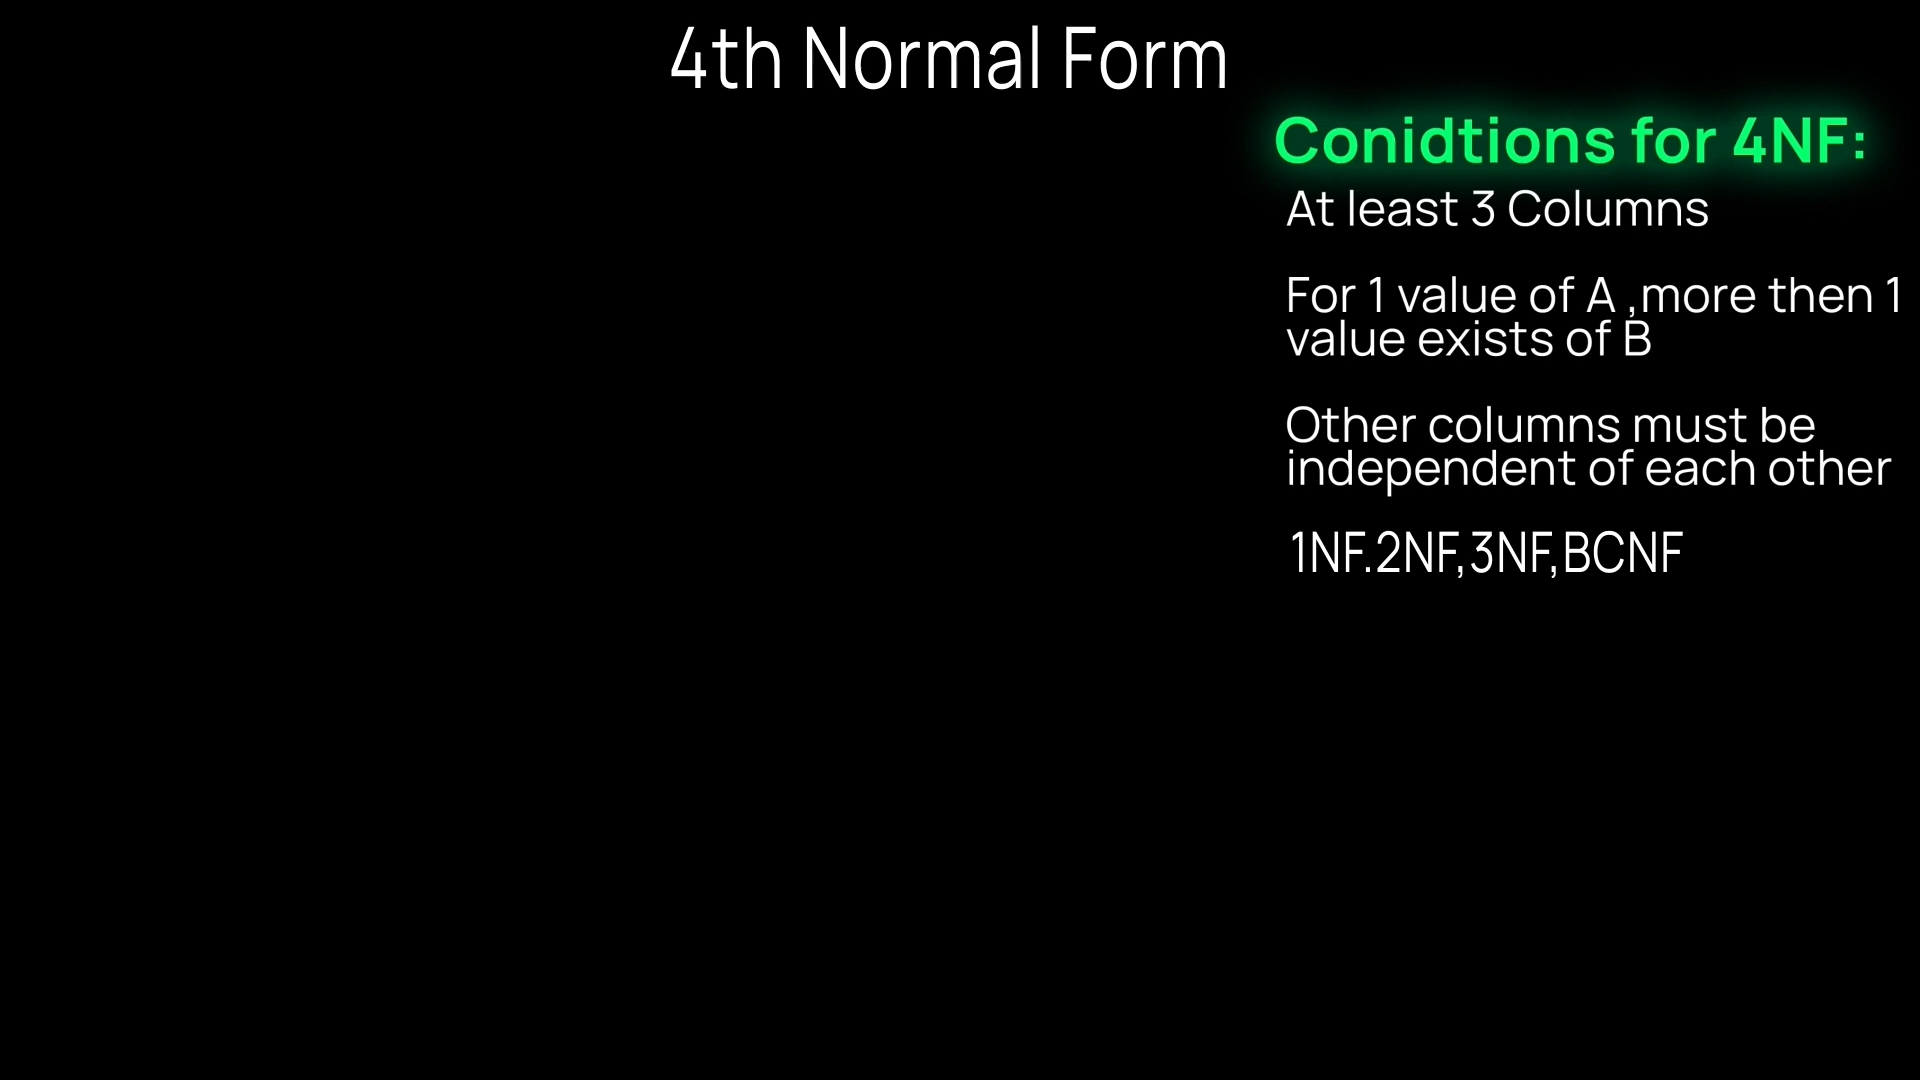 4th Normal Form
Conidtions for 4NF:
At least 3 Columns
For 1 value of A ,more then 1
value exists of B
Other columns must be
independent of each other
1NF.2NF,3NF,BCNF